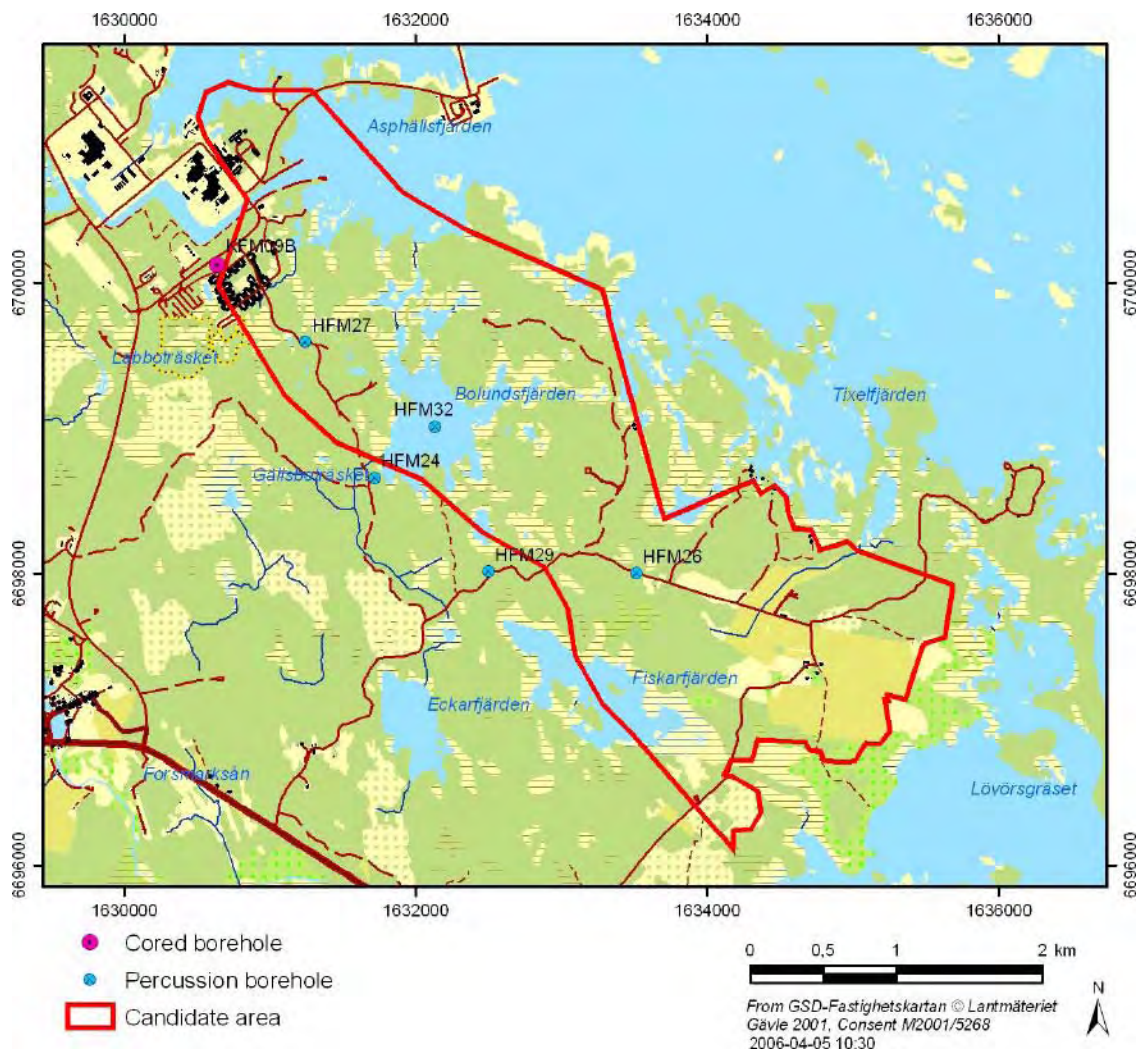 1630000 1632000 1634000 1636000
Asphällsfjärden
KFM09B
6700000 6700000
HFM27
Labboträsket
Bolundsfjärden Tixelfjärden
HFM32
HFM24
Gällsboträsket
HFM29 HFM26
6698000 6698000
Fiskarfjärden
Eckarfjärden
Forsmarksån
Lövörsgräset
6696000 6696000
1630000 1632000 1634000 1636000
Cored borehole
Percussion borehole
Candidate area
0 0,5 1 2 km
N
From GSD-Fastighetskartan © Lantmäteriet
Gävle 2001, Consent M2001/5268
2006-04-05 10:30